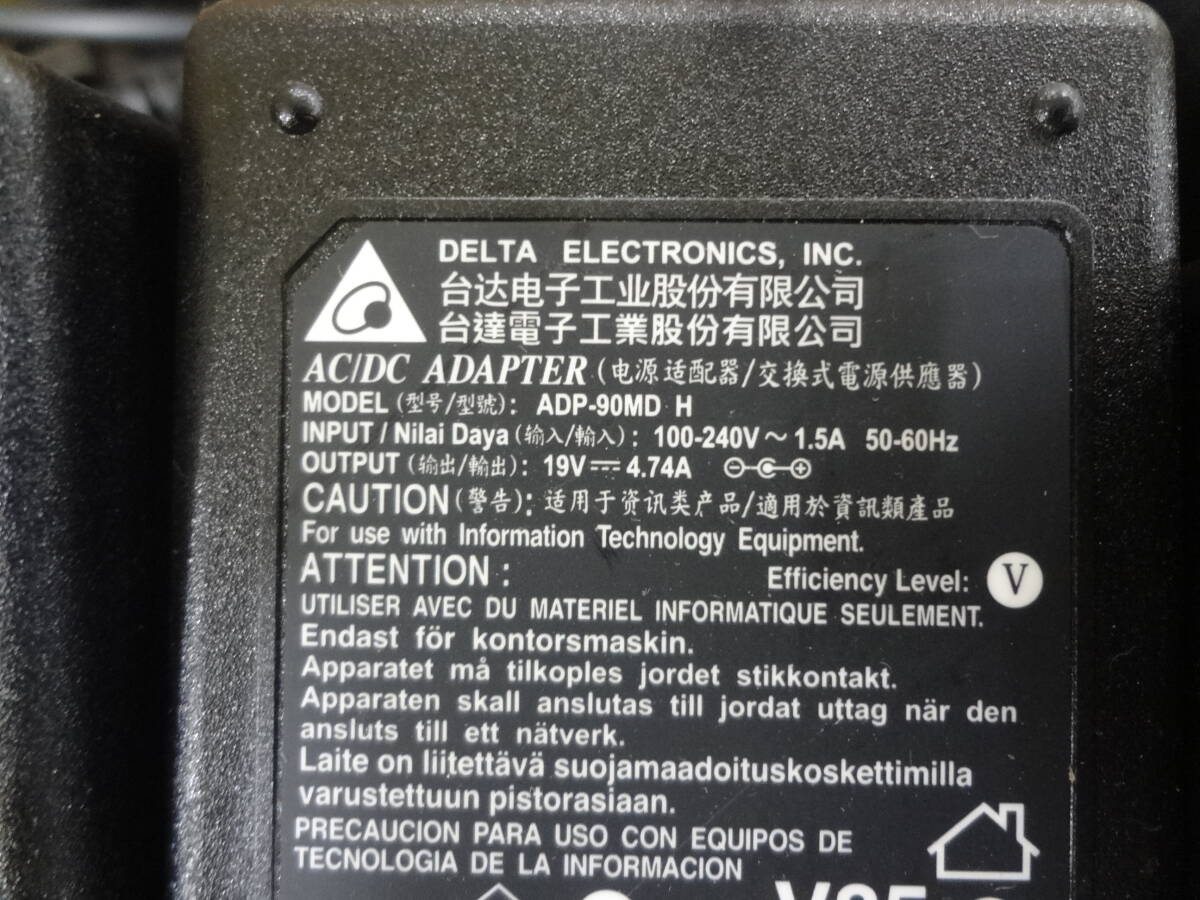 DELTA ELECTRONICS, INC.
台达电子工业股份有限公司
台達電子工業股份有限公司
AC/DC ADAPTER (电源适配器/交換式電源供應器)
MODEL (型号/型號): ADP-90MD H
INPUT / Nilai Daya (输入/輸入): 100-240V ~ 1.5A 50-60Hz
OUTPUT (输出/輸出): 19V ⎓ 4.74A
CAUTION (警告): 适用于资讯类产品/適用於資訊類產品
For use with Information Technology Equipment.
ATTENTION :
Efficiency Level: V
UTILISER AVEC DU MATERIEL INFORMATIQUE SEULEMENT.
Endast för kontorsmaskin.
Apparatet må tilkoples jordet stikkontakt.
Apparaten skall anslutas till jordat uttag när den
ansluts till ett nätverk.
Laite on liitettävä suojamaadoituskoskettimilla
varustettuun pistorasiaan.
PRECAUCION PARA USO CON EQUIPOS DE
TECNOLOGIA DE LA INFORMACION